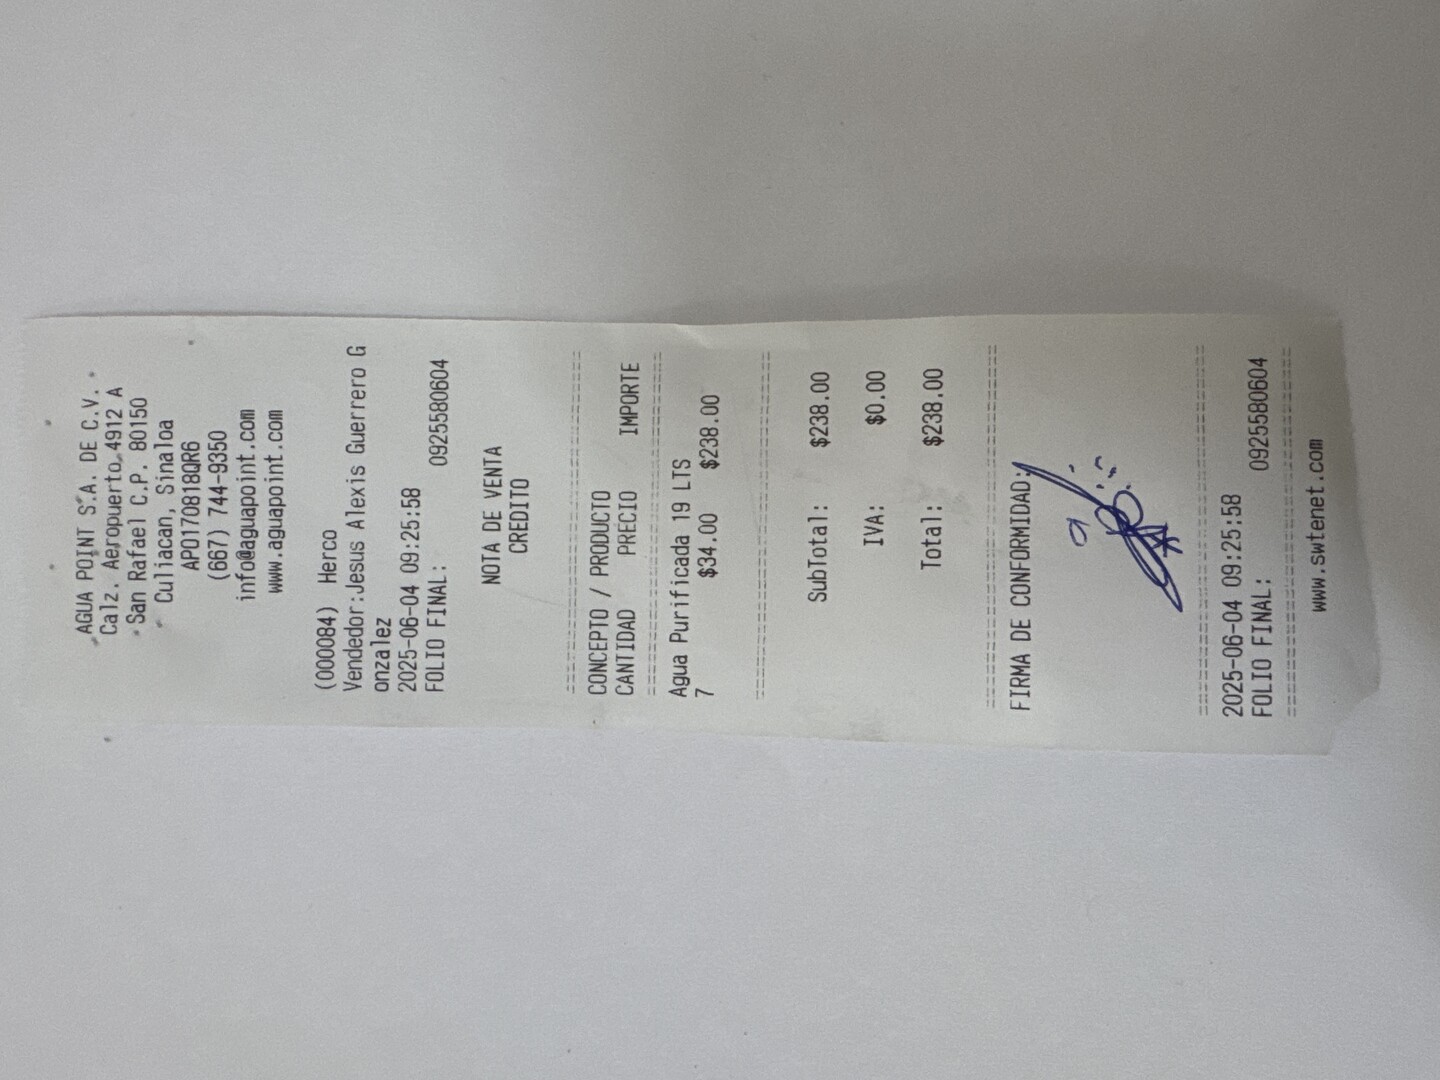 AGUA POINT S.A. DE C.V.
Calz. Aeropuerto 4912 A
San Rafael C.P. 80150
Culiacan, Sinaloa
APO170818QR6
(667) 744-9350
info@aguapoint.com
www.aguapoint.com
(000084) Herco
Vendedor:Jesus Alexis Guerrero G
onzalez
2025-06-04 09:25:58
FOLIO FINAL: 0925580604
NOTA DE VENTA
CREDITO
================================
CONCEPTO / PRODUCTO
CANTIDAD PRECIO IMPORTE
================================
Agua Purificada 19 LTS
7 $34.00 $238.00
================================
SubTotal: $238.00
IVA: $0.00
Total: $238.00
================================
FIRMA DE CONFORMIDAD:
================================
2025-06-04 09:25:58
FOLIO FINAL: 0925580604
================================
www.swtenet.com